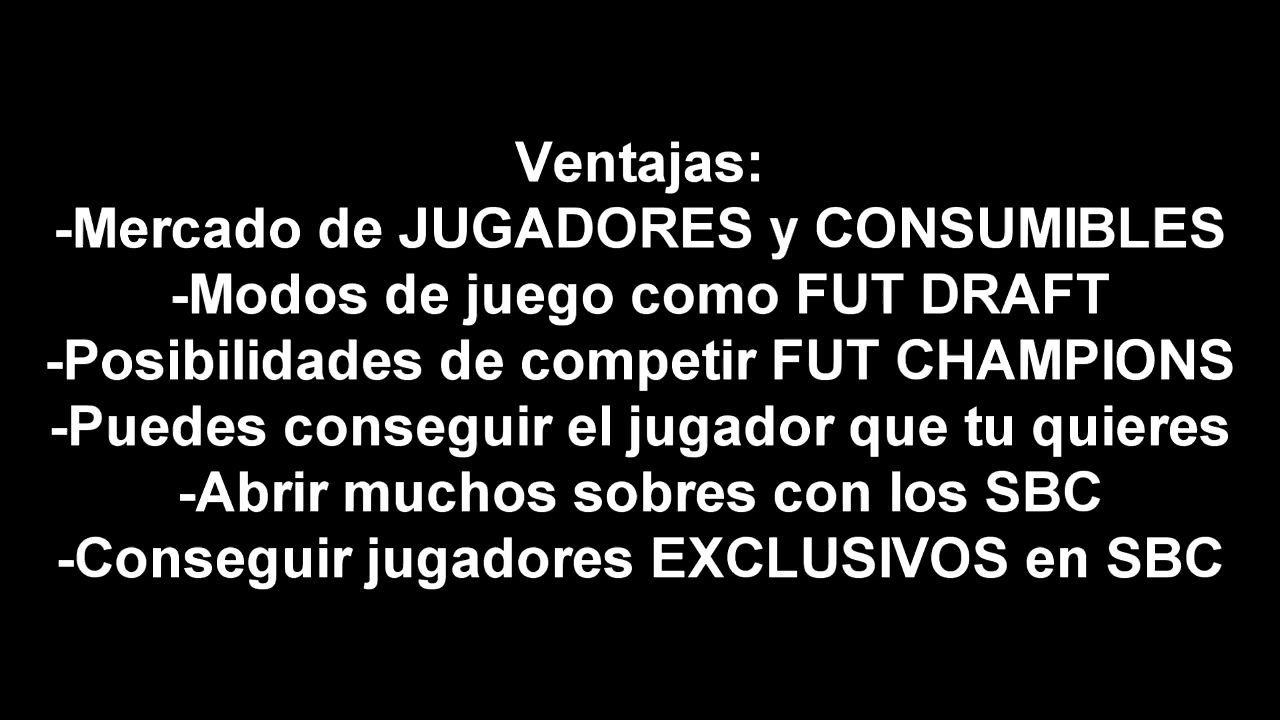 Ventajas:
-Mercado de JUGADORES y CONSUMIBLES
-Modos de juego como FUT DRAFT
-Posibilidades de competir FUT CHAMPIONS
-Puedes conseguir el jugador que tu quieres
-Abrir muchos sobres con los SBC
-Conseguir jugadores EXCLUSIVOS en SBC